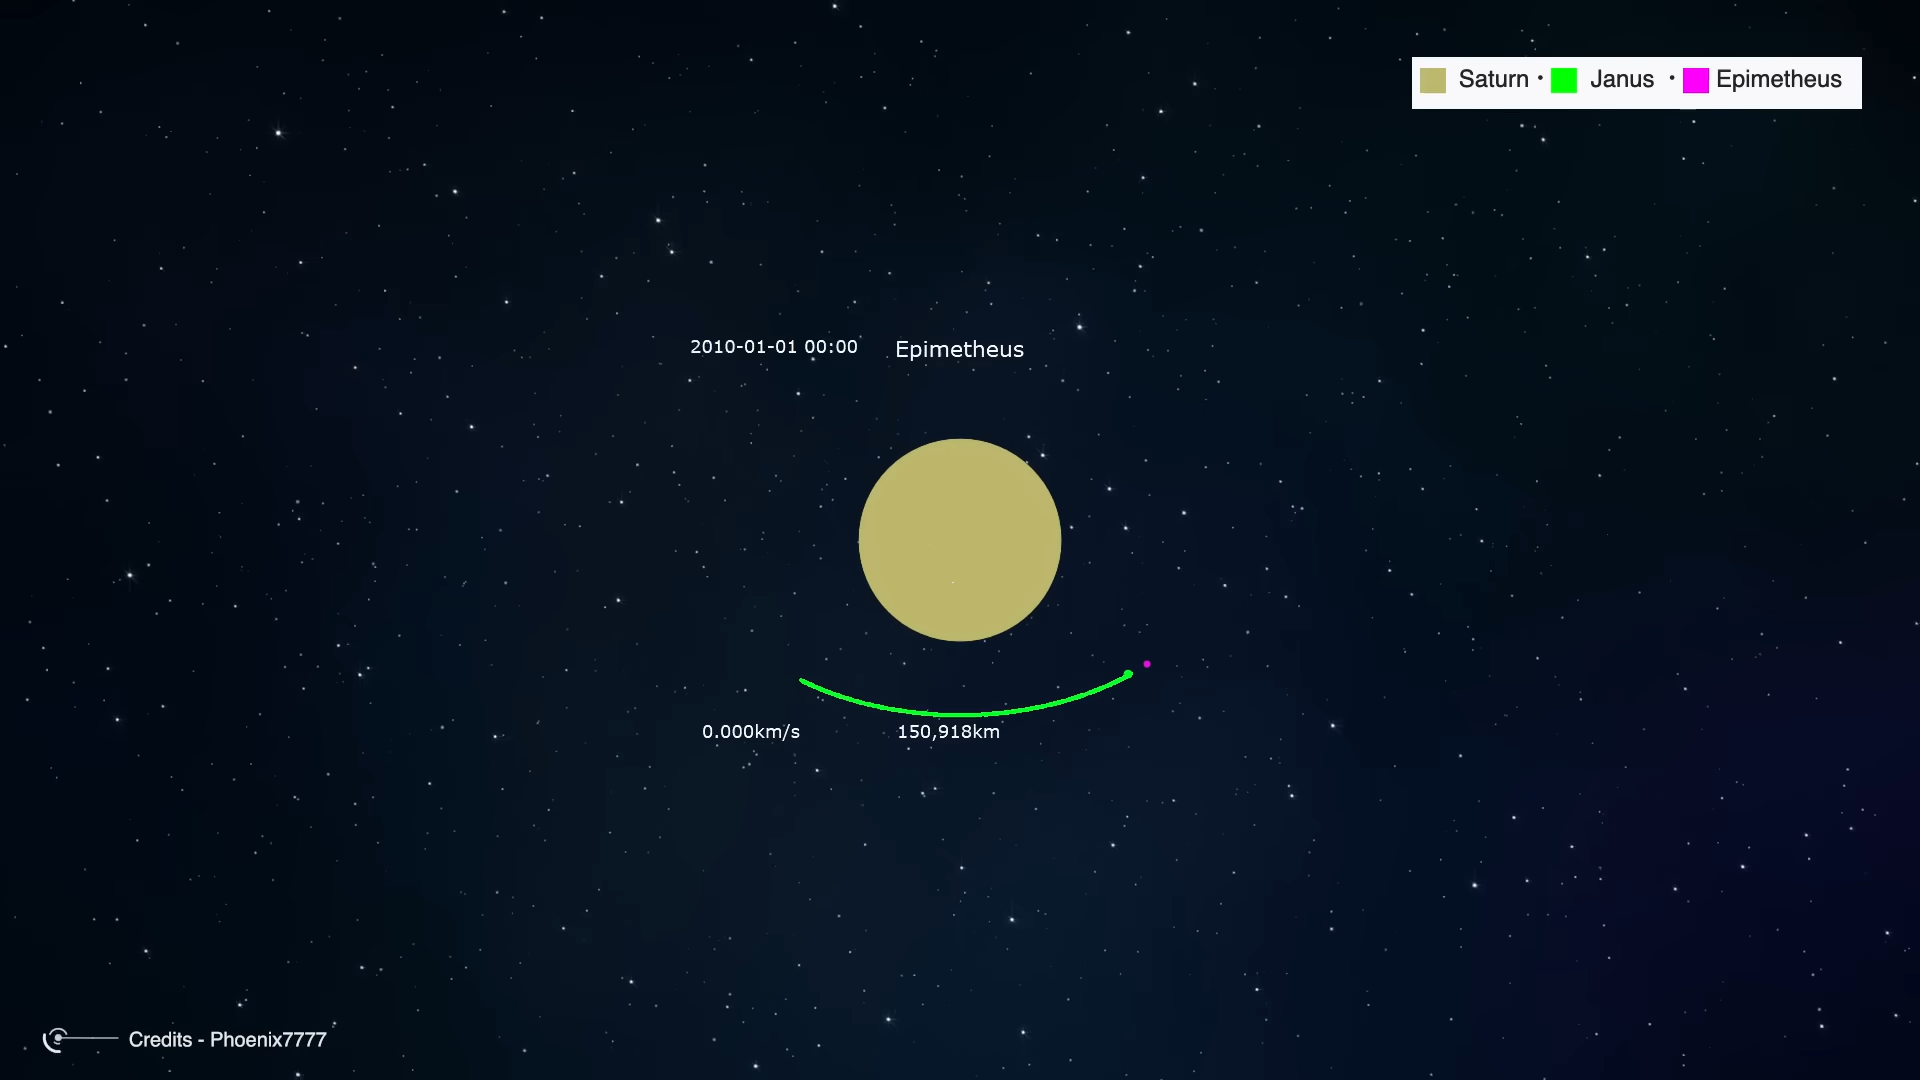 Saturn · Janus · Epimetheus
2010-01-01 00:00 Epimetheus
0.000km/s 150,918km
Credits - Phoenix7777